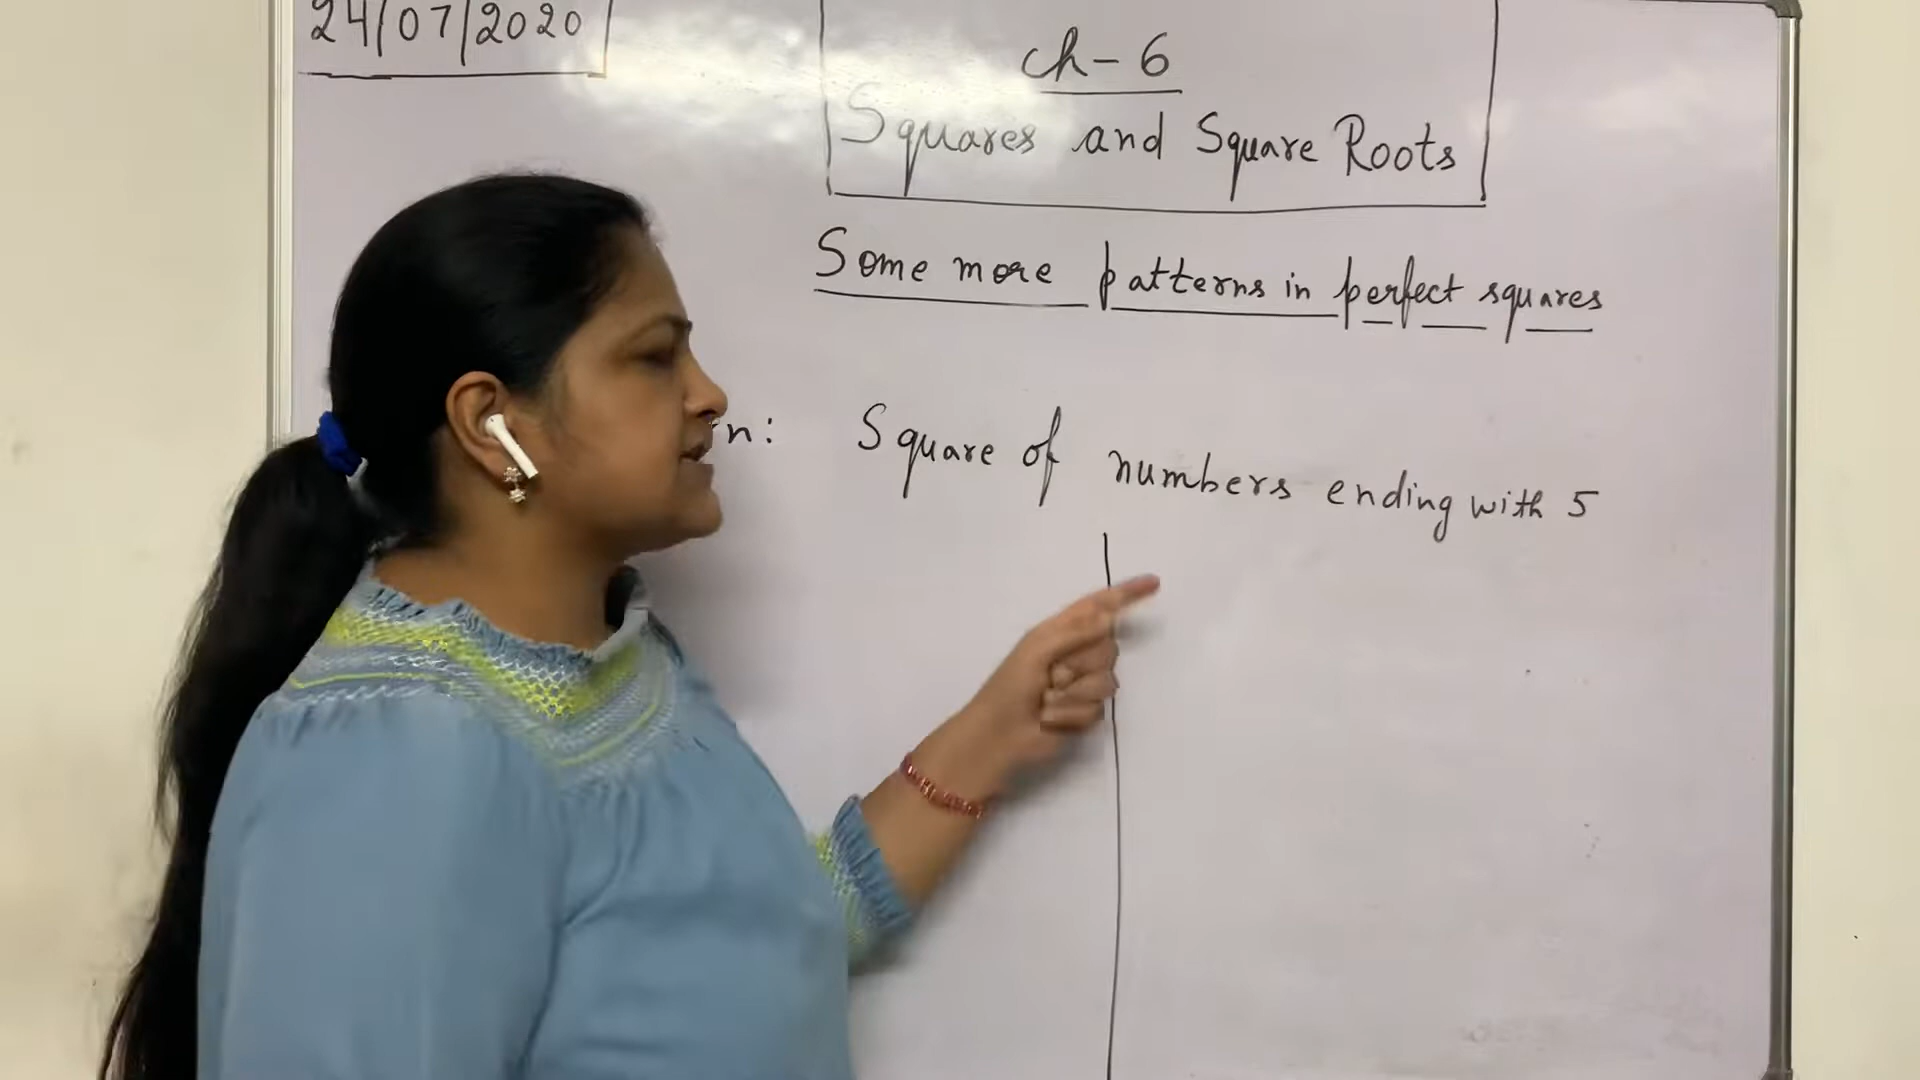 24/07/2020
Ch-6
Squares and Square Roots
Some more patterns in perfect squares
Square of numbers ending with 5